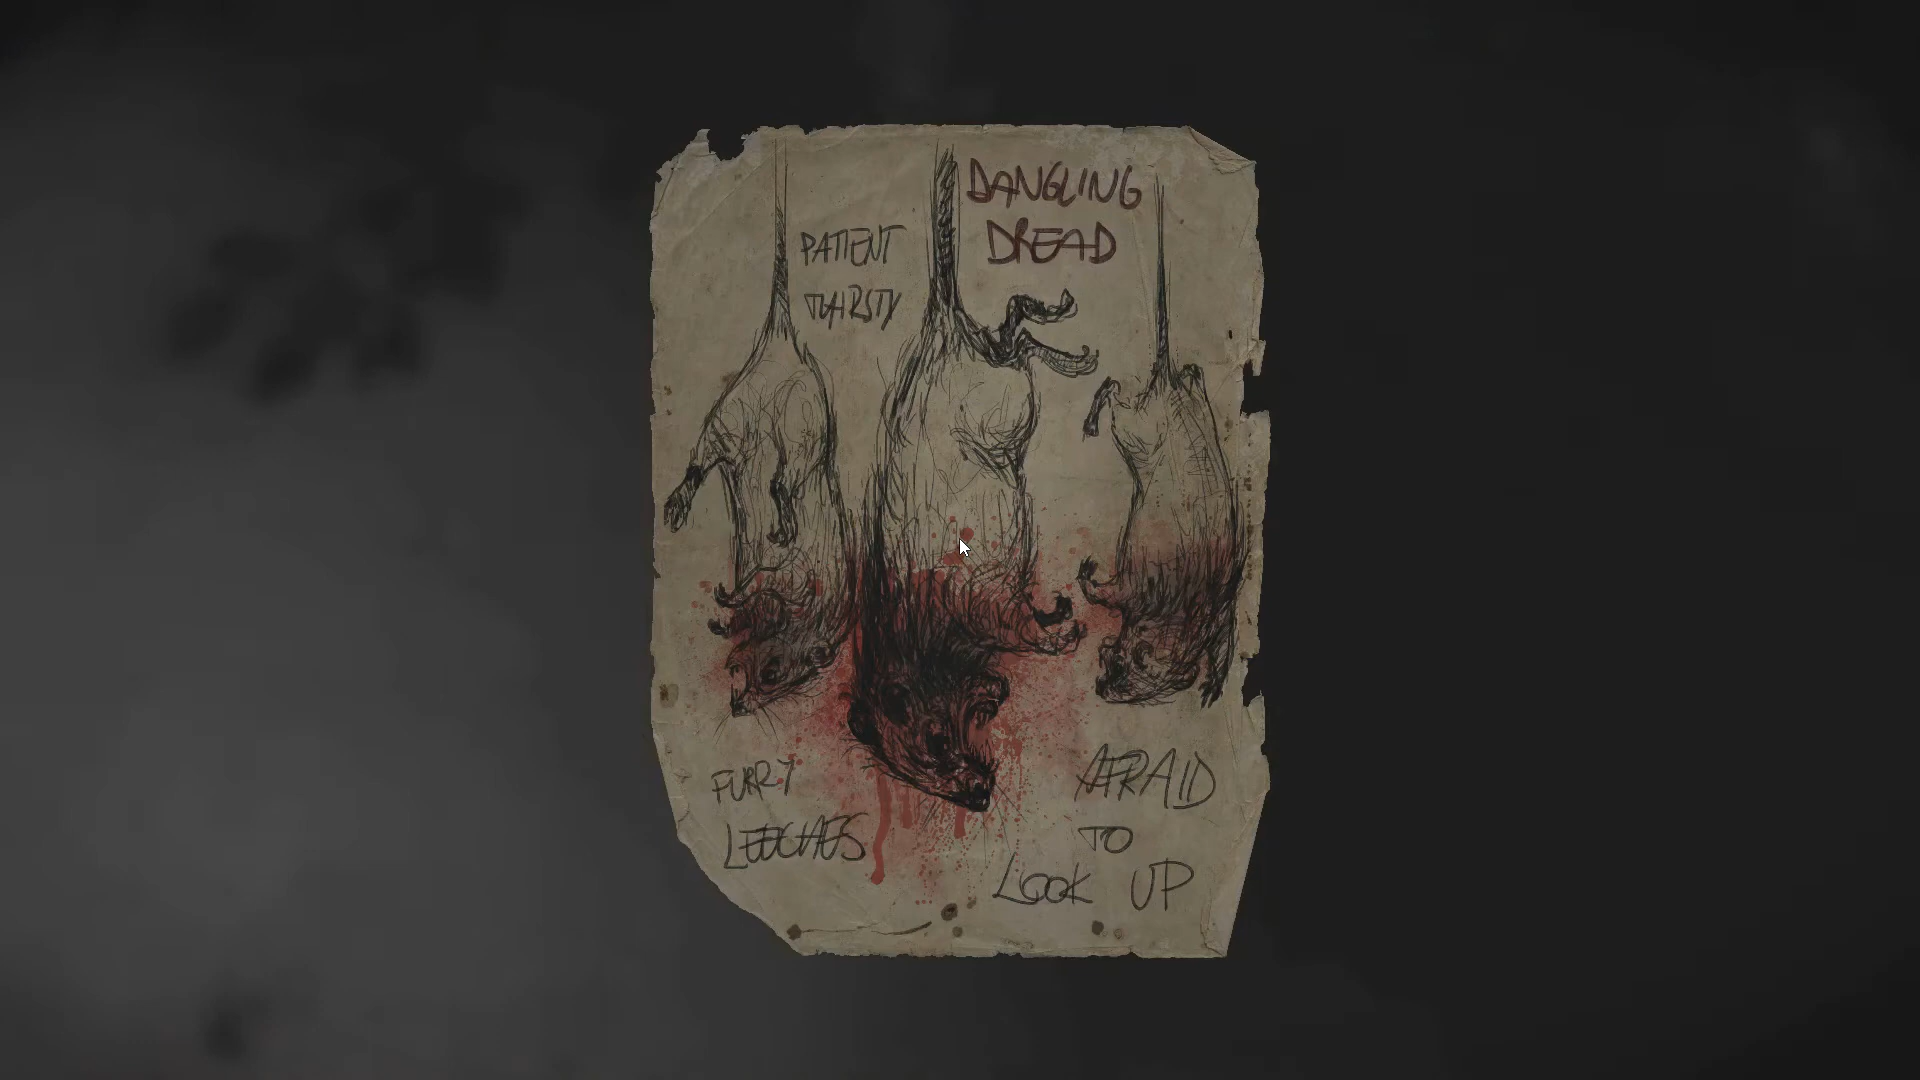 DANGLING
DREAD
PATIENT
THIRSTY
FURRY
LEECHES
AFRAID
TO
LOOK UP